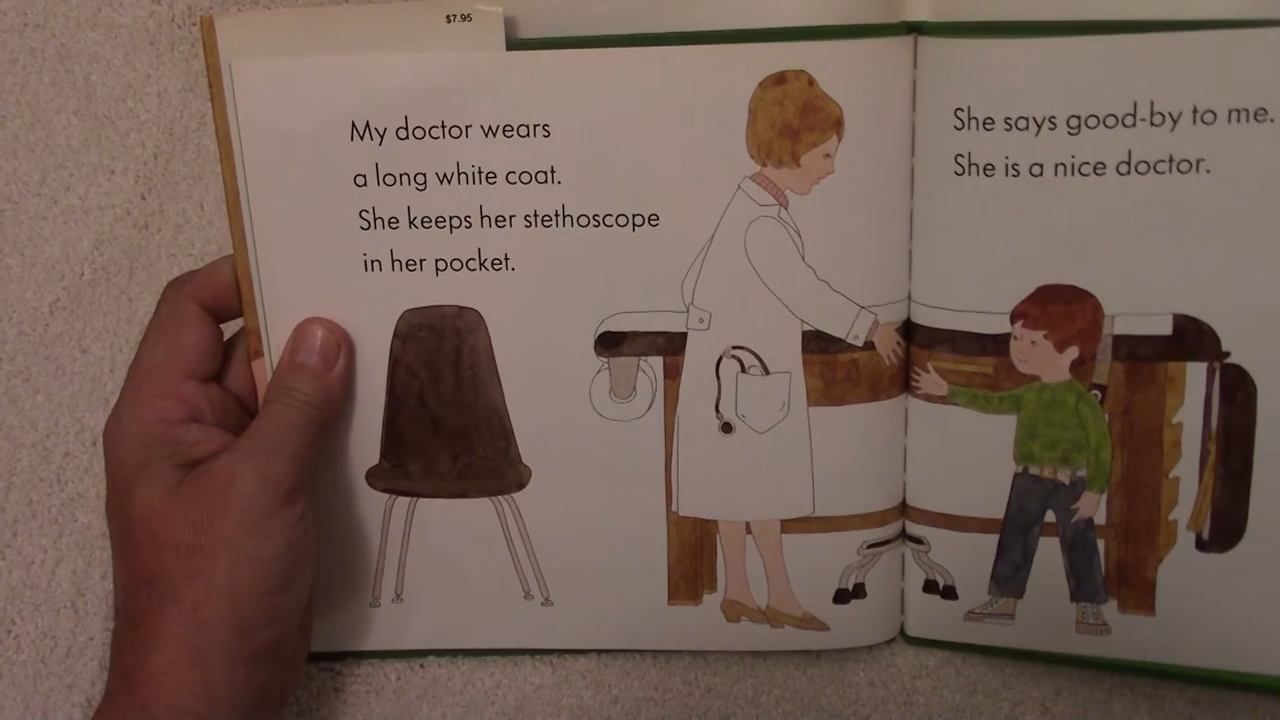 $7.95
My doctor wears
a long white coat.
She keeps her stethoscope
in her pocket.
She says good-by to me.
She is a nice doctor.